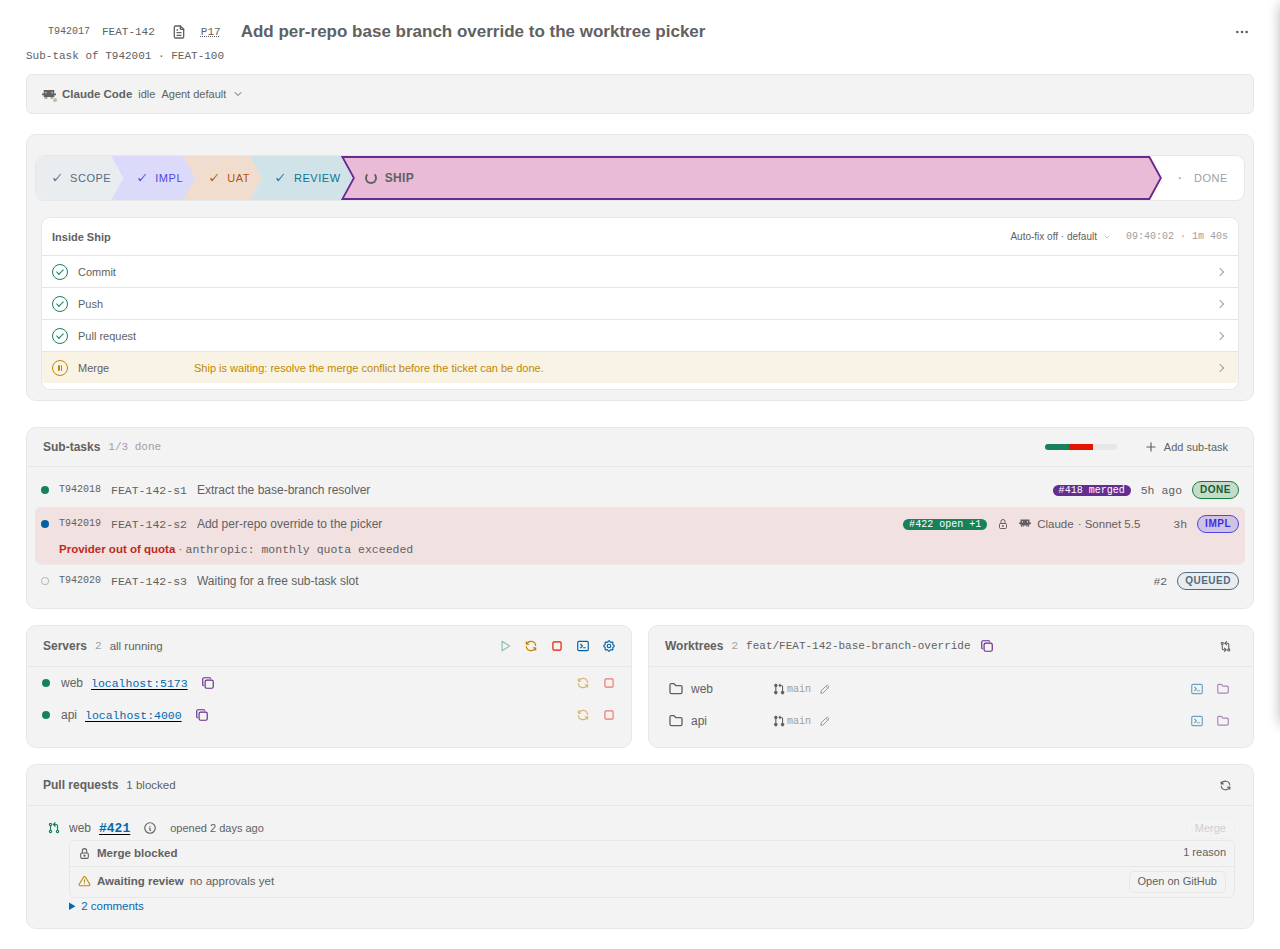 T942017 FEAT-142 P17 Add per-repo base branch override to the worktree picker
Sub-task of T942001 · FEAT-100
Claude Code idle Agent default
SCOPE IMPL UAT REVIEW SHIP DONE
Inside Ship Auto-fix off · default 09:40:02 · 1m 40s
Commit
Push
Pull request
Merge Ship is waiting: resolve the merge conflict before the ticket can be done.
Sub-tasks 1/3 done Add sub-task
T942018 FEAT-142-s1 Extract the base-branch resolver #418 merged 5h ago DONE
T942019 FEAT-142-s2 Add per-repo override to the picker #422 open +1 Claude · Sonnet 5.5 3h IMPL
Provider out of quota · anthropic: monthly quota exceeded
T942020 FEAT-142-s3 Waiting for a free sub-task slot #2 QUEUED
Servers 2 all running
web localhost:5173
api localhost:4000
Worktrees 2 feat/FEAT-142-base-branch-override
web main
api main
Pull requests 1 blocked
web #421 opened 2 days ago Merge
Merge blocked 1 reason
Awaiting review no approvals yet Open on GitHub
2 comments